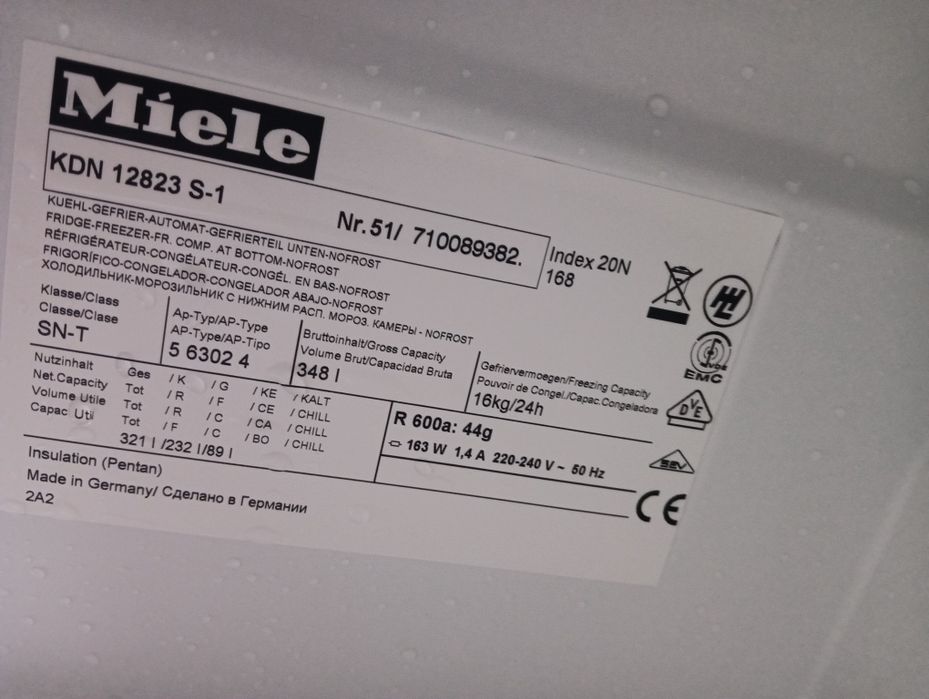 Miele
KDN 12823 S-1
Nr.51/ 710089382.
Index 20N
168
KUEHL-GEFRIER-AUTOMAT-GEFRIERTEIL UNTEN-NOFROST
FRIDGE-FREEZER-FR. COMP. AT BOTTOM-NOFROST
RÉFRIGÉRATEUR-CONGÉLATEUR-CONGÉL. EN BAS-NOFROST
FRIGORÍFICO-CONGELADOR-CONGELADOR ABAJO-NOFROST
ХОЛОДИЛЬНИК-МОРОЗИЛЬНИК С НИЖНИМ РАСП. МОРОЗ. КАМЕРЫ - NOFROST
Klasse/Class
Classe/Clase
SN-T
Ap-Typ/AP-Type
AP-Type/AP-Tipo
5 6302 4
Bruttoinhalt/Gross Capacity
Volume Brut/Capacidad Bruta
348 l
Gefriervermoegen/Freezing Capacity
Pouvoir de Congel./Capac.Congeladora
16kg/24h
Nutzinhalt Ges / K / G / KE / KALT
Net.Capacity Tot / R / F / CE / CHILL
Volume Utile Tot / R / C / CA / CHILL
Capac Util Tot / F / C / BO / CHILL
321 l /232 l /89 l
R 600a: 44g
163 W 1,4 A 220-240 V ~ 50 Hz
Insulation (Pentan)
Made in Germany/ Сделано в Германии
2A2
EMC
DVE
SEV
CE